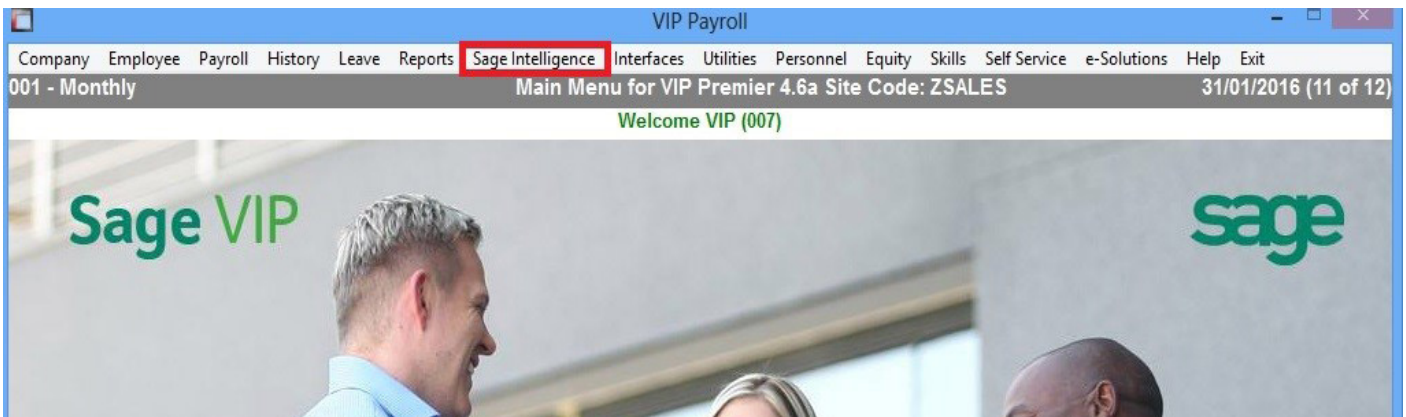 VIP Payroll
Company Employee Payroll History Leave Reports Sage Intelligence Interfaces Utilities Personnel Equity Skills Self Service e-Solutions Help Exit
001 - Monthly Main Menu for VIP Premier 4.6a Site Code: ZSALES 31/01/2016 (11 of 12)
Welcome VIP (007)
Sage VIP sage